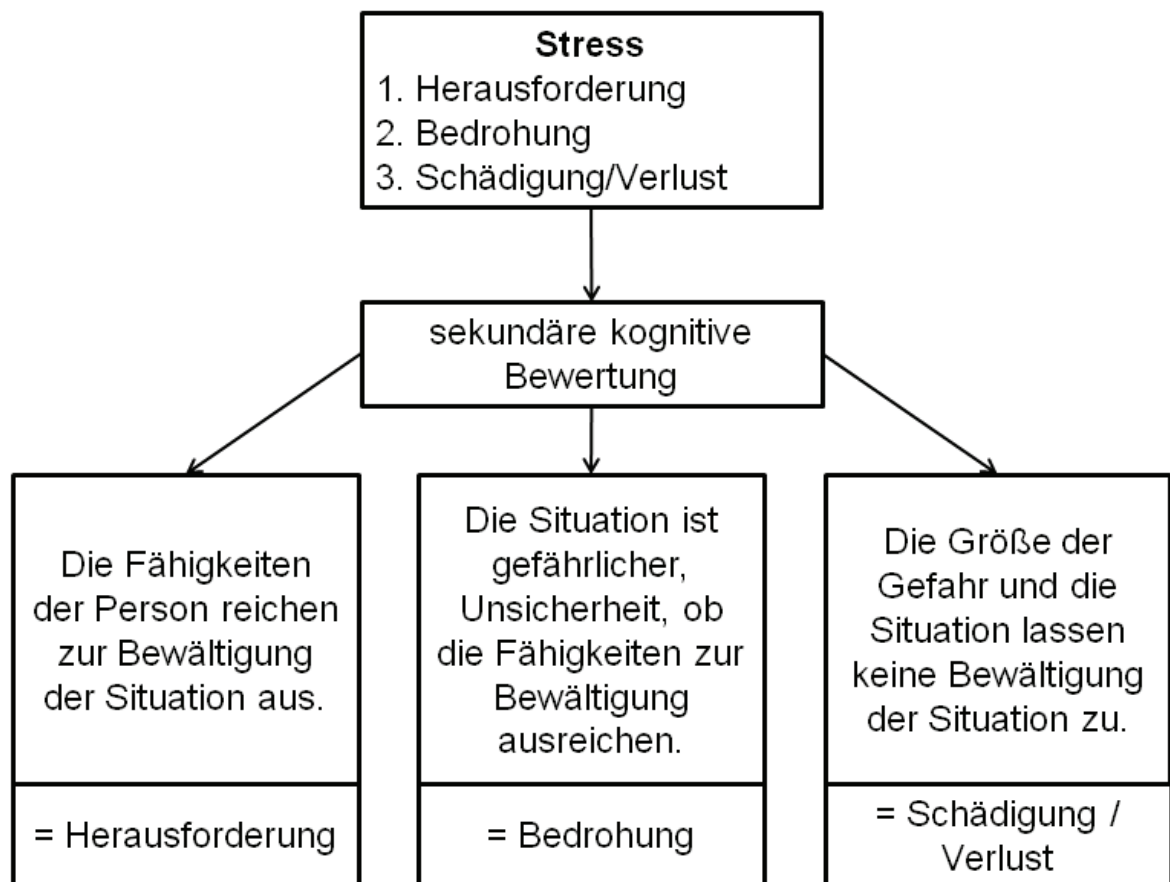 Stress
1. Herausforderung
2. Bedrohung
3. Schädigung/Verlust
sekundäre kognitive
Bewertung
Die Fähigkeiten
der Person reichen
zur Bewältigung
der Situation aus.
= Herausforderung
Die Situation ist
gefährlicher,
Unsicherheit, ob
die Fähigkeiten zur
Bewältigung
ausreichen.
= Bedrohung
Die Größe der
Gefahr und die
Situation lassen
keine Bewältigung
der Situation zu.
= Schädigung /
Verlust